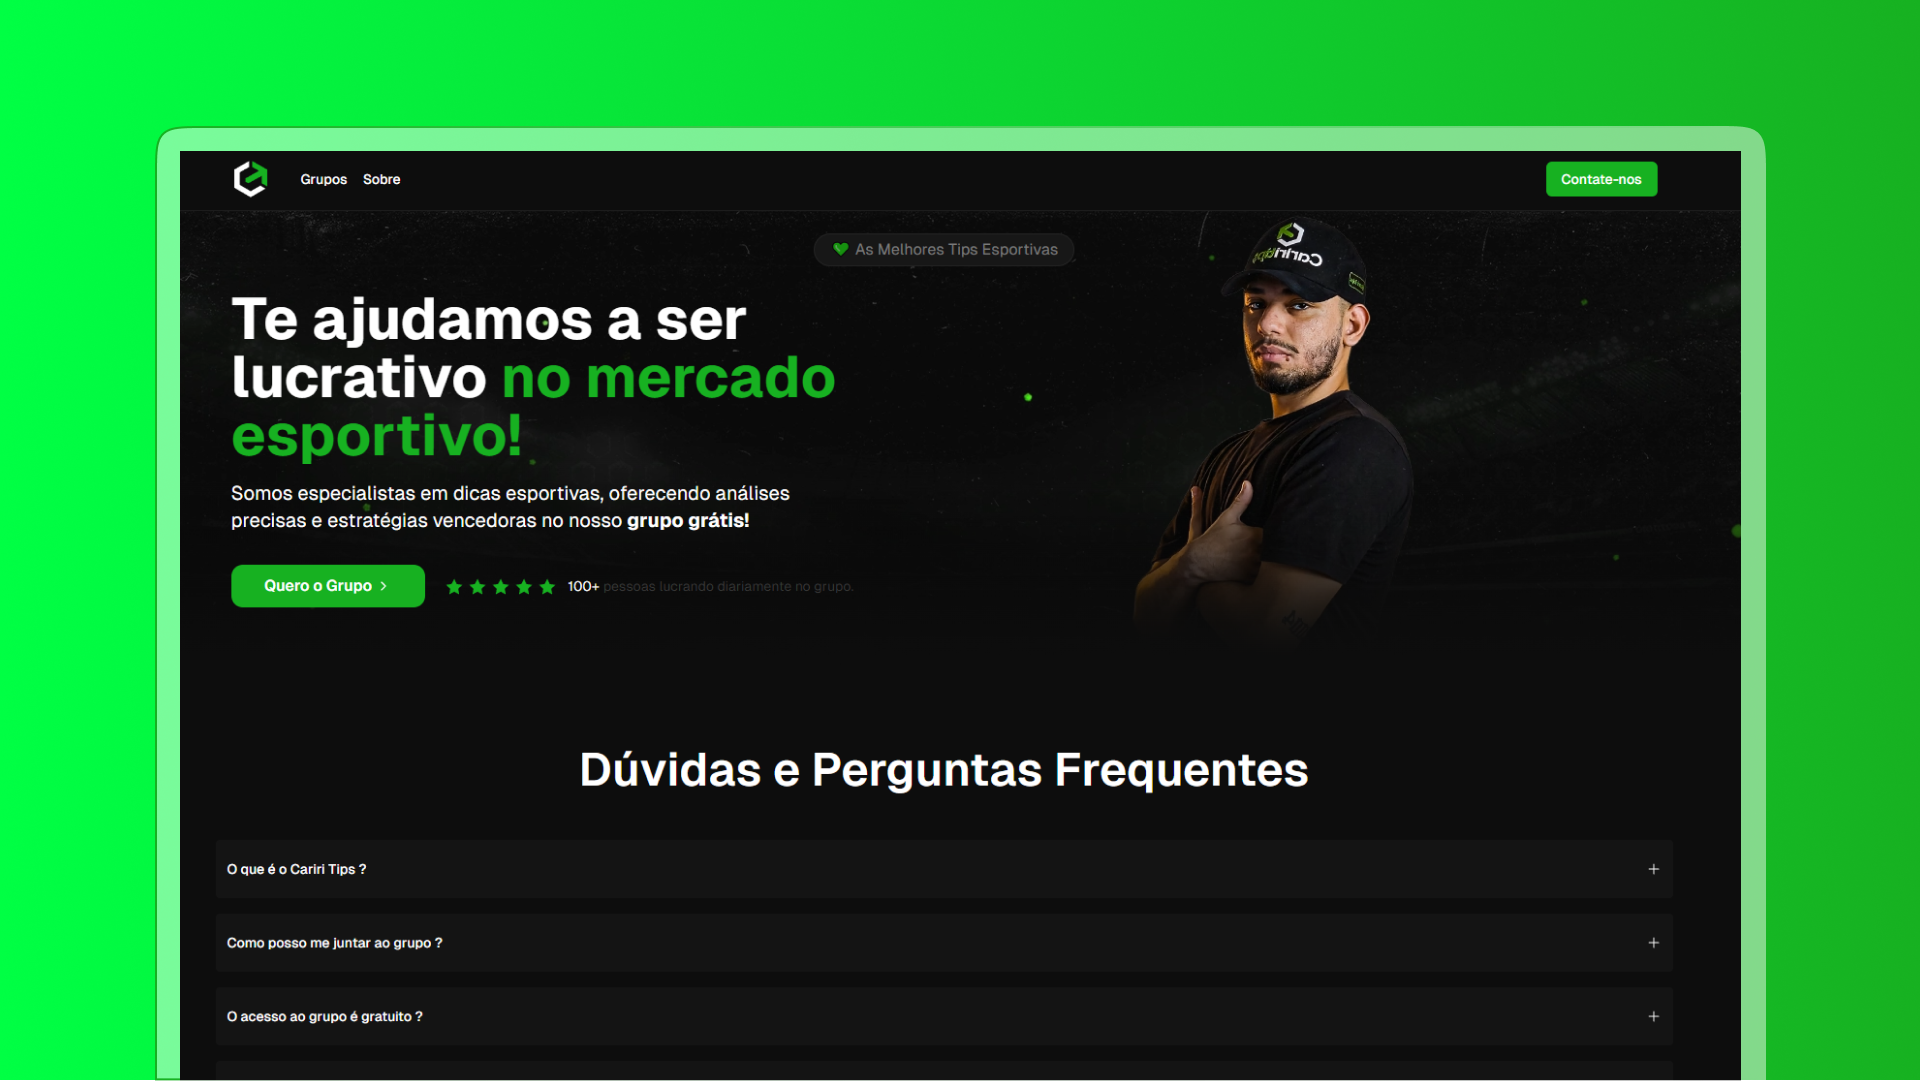 Grupos Sobre
Contate-nos
As Melhores Tips Esportivas
Te ajudamos a ser
lucrativo no mercado
esportivo!
Somos especialistas em dicas esportivas, oferecendo análises
precisas e estratégias vencedoras no nosso grupo grátis!
Quero o Grupo
100+ pessoas lucrando diariamente no grupo.
Cariritips
Dúvidas e Perguntas Frequentes
O que é o Cariri Tips ?
Como posso me juntar ao grupo ?
O acesso ao grupo é gratuito ?